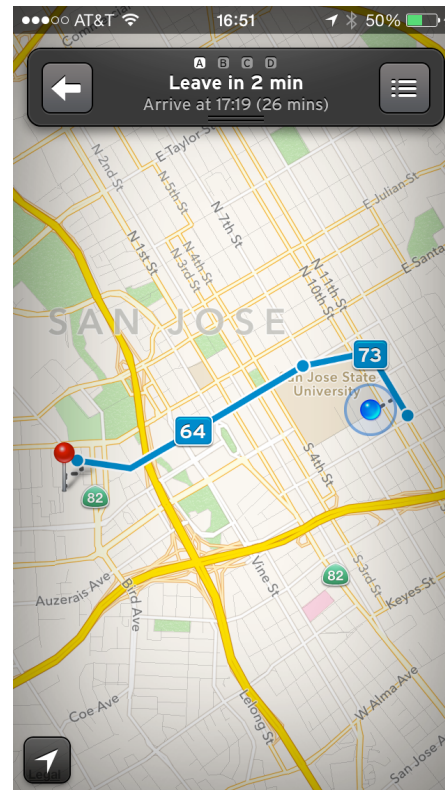 AT&T 16:51 50%
Commercial
A B C D
Leave in 2 min
Arrive at 17:19 (26 mins)
E Taylor St
N 2nd St
N 5th St
N 7th St
E Julian St
N 1st St
N 4th St
N 3rd St
N 11th St
N 10th St
E Santa
SAN JOSE
73
San Jose State
University
64
82
S 4th St
82
Vine St
S 3rd St
Auzerais Ave
Bird Ave
Keyes St
W Alma Ave
Coe Ave
Lelong St
San Jose A
Legal